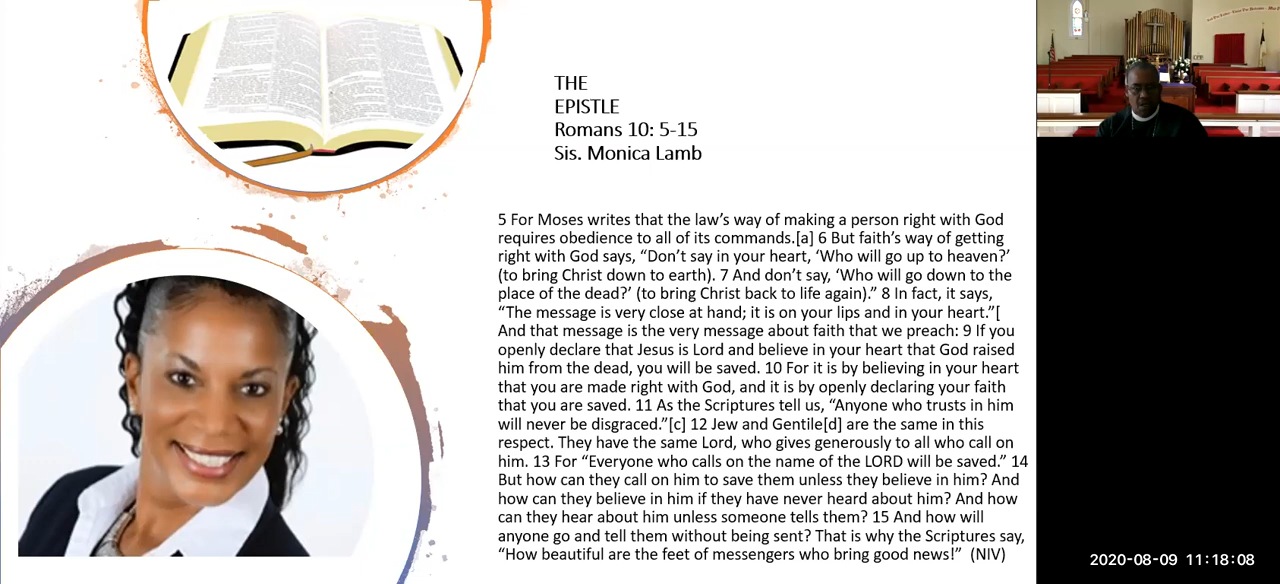 THE
EPISTLE
Romans 10: 5-15
Sis. Monica Lamb
5 For Moses writes that the law’s way of making a person right with God
requires obedience to all of its commands.[a] 6 But faith’s way of getting
right with God says, “Don’t say in your heart, ‘Who will go up to heaven?’
(to bring Christ down to earth). 7 And don’t say, ‘Who will go down to the
place of the dead?’ (to bring Christ back to life again).” 8 In fact, it says,
“The message is very close at hand; it is on your lips and in your heart.”[
And that message is the very message about faith that we preach: 9 If you
openly declare that Jesus is Lord and believe in your heart that God raised
him from the dead, you will be saved. 10 For it is by believing in your heart
that you are made right with God, and it is by openly declaring your faith
that you are saved. 11 As the Scriptures tell us, “Anyone who trusts in him
will never be disgraced.”[c] 12 Jew and Gentile[d] are the same in this
respect. They have the same Lord, who gives generously to all who call on
him. 13 For “Everyone who calls on the name of the LORD will be saved.” 14
But how can they call on him to save them unless they believe in him? And
how can they believe in him if they have never heard about him? And how
can they hear about him unless someone tells them? 15 And how will
anyone go and tell them without being sent? That is why the Scriptures say,
“How beautiful are the feet of messengers who bring good news!”  (NIV)
2020-08-09 11:18:08